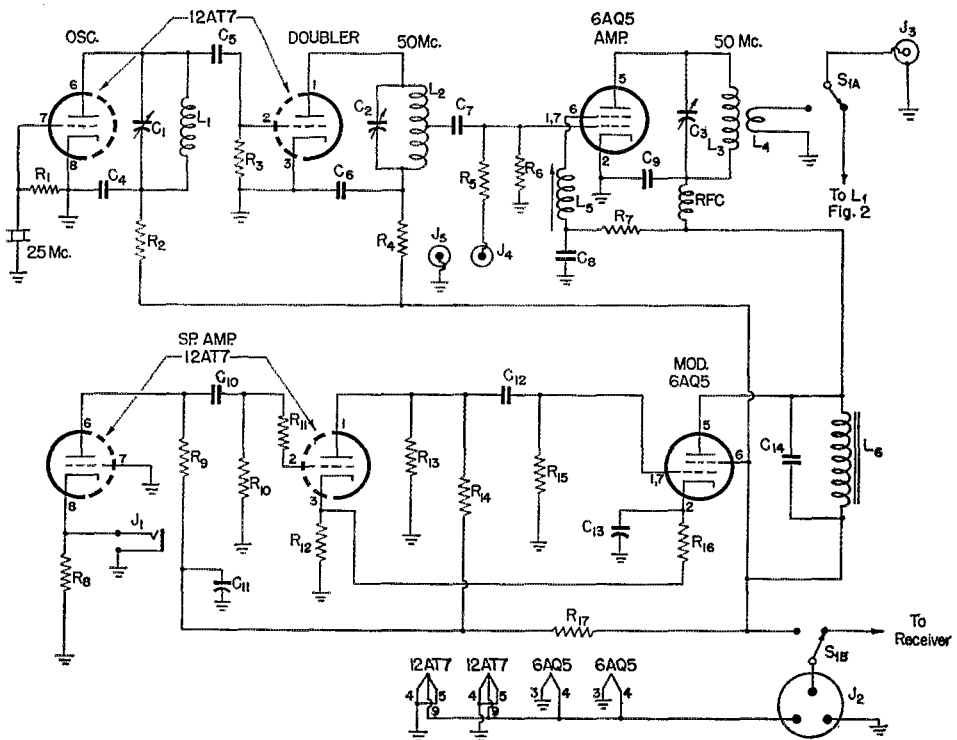 12AT7
OSC.
C5
DOUBLER
50Mc.
6AQ5
AMP.
50 Mc.
J3
S1A
6
7
8
C1
L1
1
2
3
C2
L2
C7
1,7
6
5
2
C3
L3
L4
R1
C4
R3
C6
R5
R6
C9
RFC
To L1
Fig. 2
25 Mc.
R2
R4
J5
J4
L5
R7
C8
SP. AMP.
12AT7
C10
C12
MOD.
6AQ5
6
7
8
R9
R10
R11
1
2
3
R13
R14
R15
5
1,7
6
2
C14
L6
J1
R8
C11
R12
C13
R16
R17
To
Receiver
S1B
J2
12AT7
12AT7
6AQ5
6AQ5
4
5
9
4
5
9
3
4
3
4